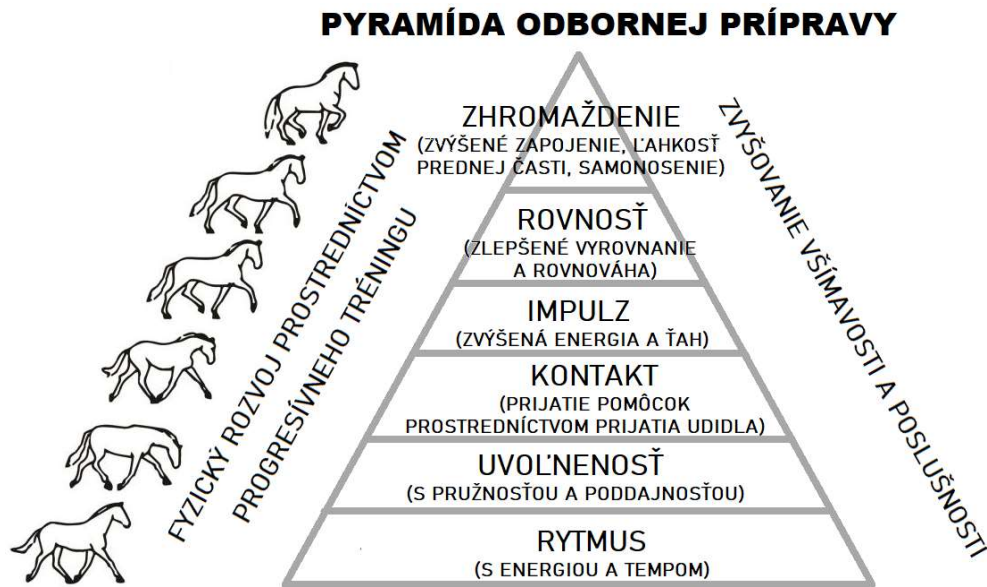 PYRAMÍDA ODBORNEJ PRÍPRAVY
ZHROMAŽDENIE
(ZVÝŠENÉ ZAPOJENIE, ĽAHKOSŤ
PREDNEJ ČASTI, SAMONOSENIE)
ROVNOSŤ
(ZLEPŠENÉ VYROVNANIE
A ROVNOVÁHA)
IMPULZ
(ZVÝŠENÁ ENERGIA A ŤAH)
KONTAKT
(PRIJATIE POMÔCOK
PROSTREDNÍCTVOM PRIJATIA UDIDLA)
UVOĽNENOSŤ
(S PRUŽNOSŤOU A PODDAJNOSŤOU)
RYTMUS
(S ENERGIOU A TEMPOM)
FYZICKÝ ROZVOJ PROSTREDNÍCTVOM
PROGRESÍVNEHO TRÉNINGU
ZVYŠOVANIE VŠÍMAVOSTI A POSLUŠNOSTI